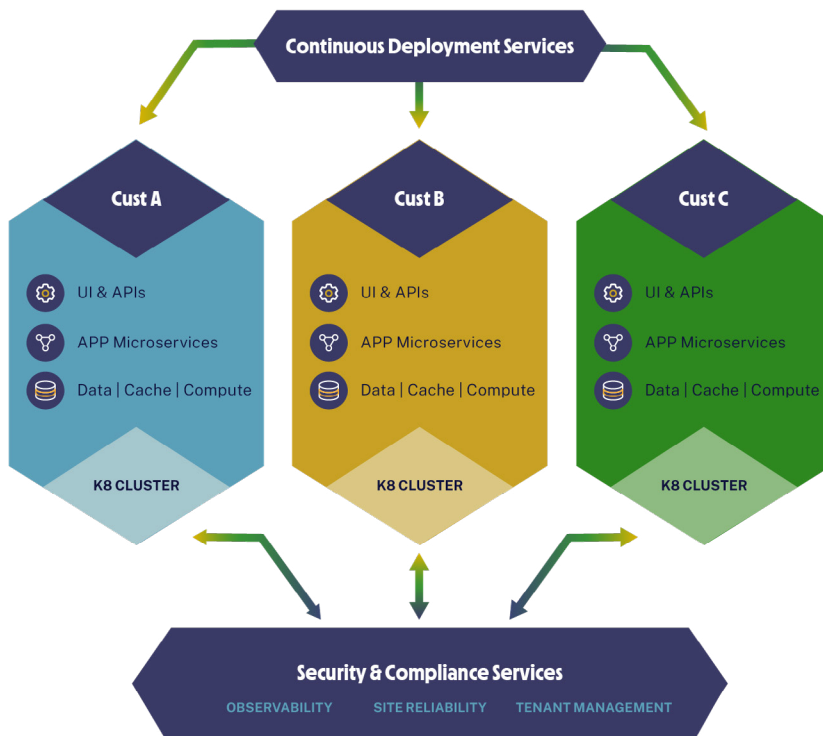 Continuous Deployment Services
Cust A
UI & APIs
APP Microservices
Data | Cache | Compute
K8 CLUSTER
Cust B
UI & APIs
APP Microservices
Data | Cache | Compute
K8 CLUSTER
Cust C
UI & APIs
APP Microservices
Data | Cache | Compute
K8 CLUSTER
Security & Compliance Services
OBSERVABILITY SITE RELIABILITY TENANT MANAGEMENT